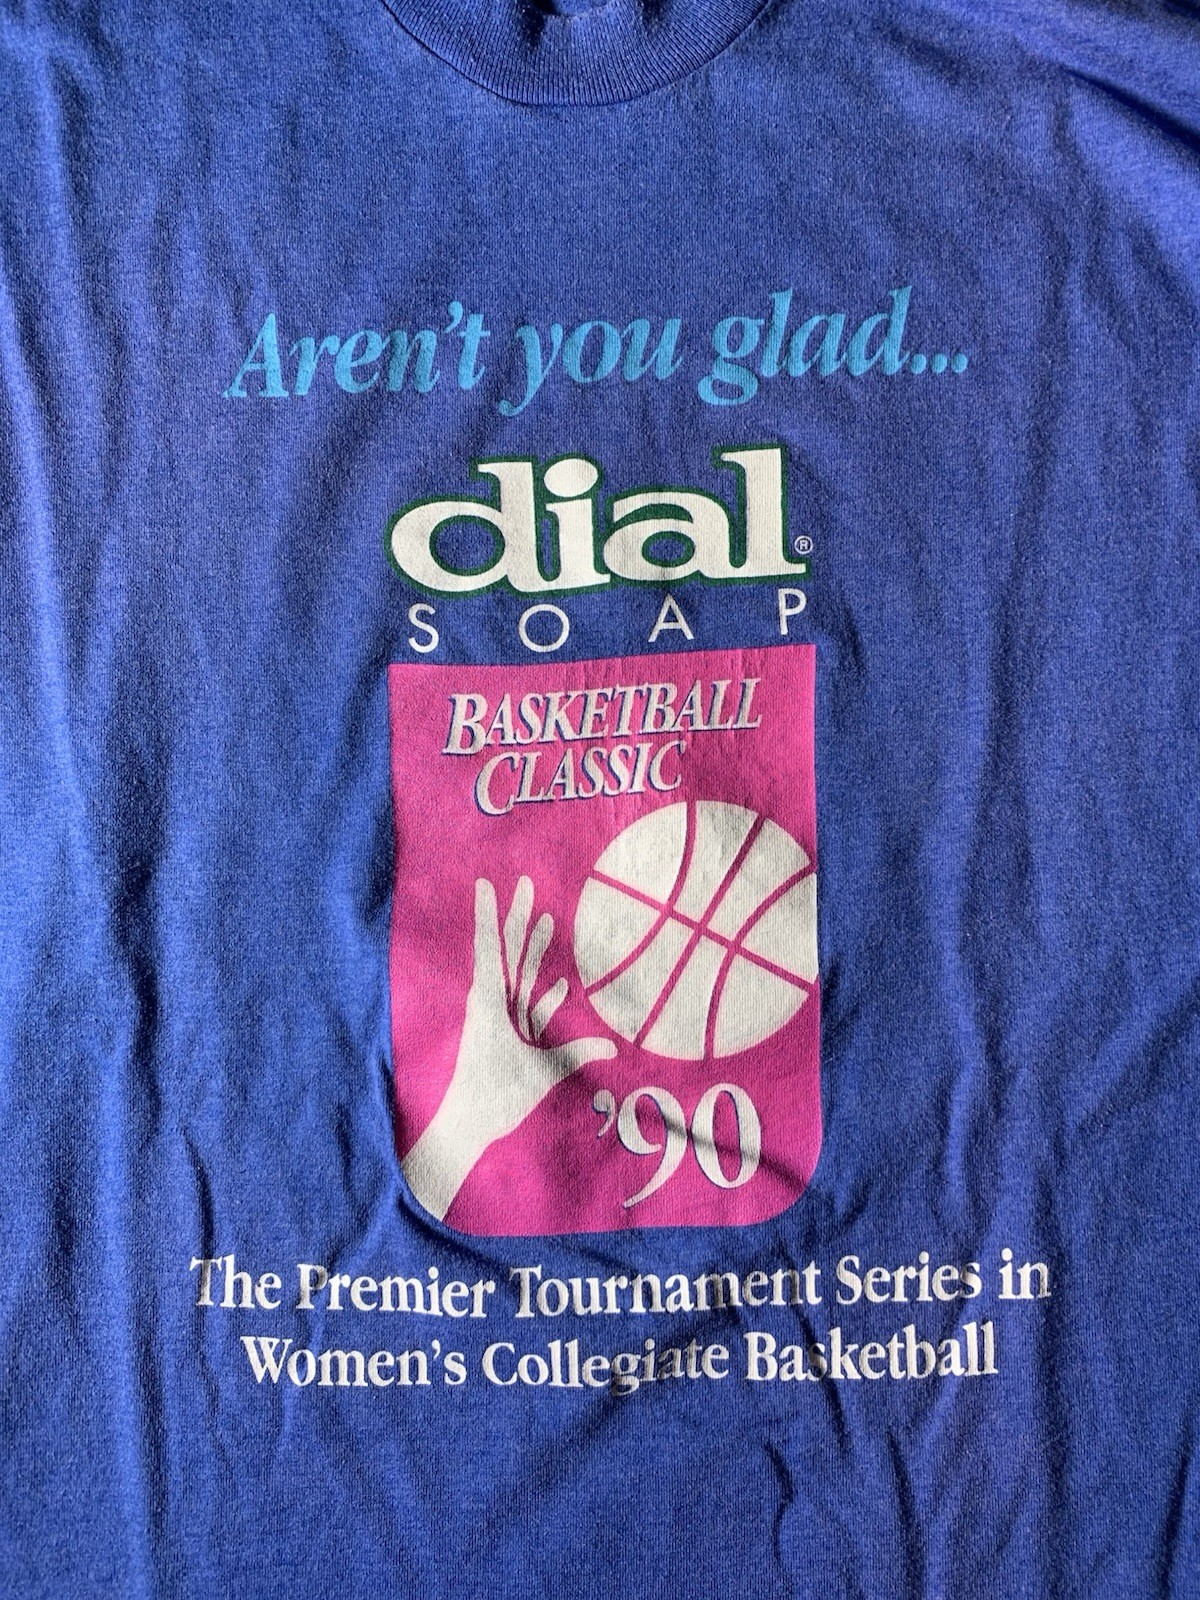 Aren't you glad...
dial®
SOAP
BASKETBALL
CLASSIC
'90
The Premier Tournament Series in
Women's Collegiate Basketball